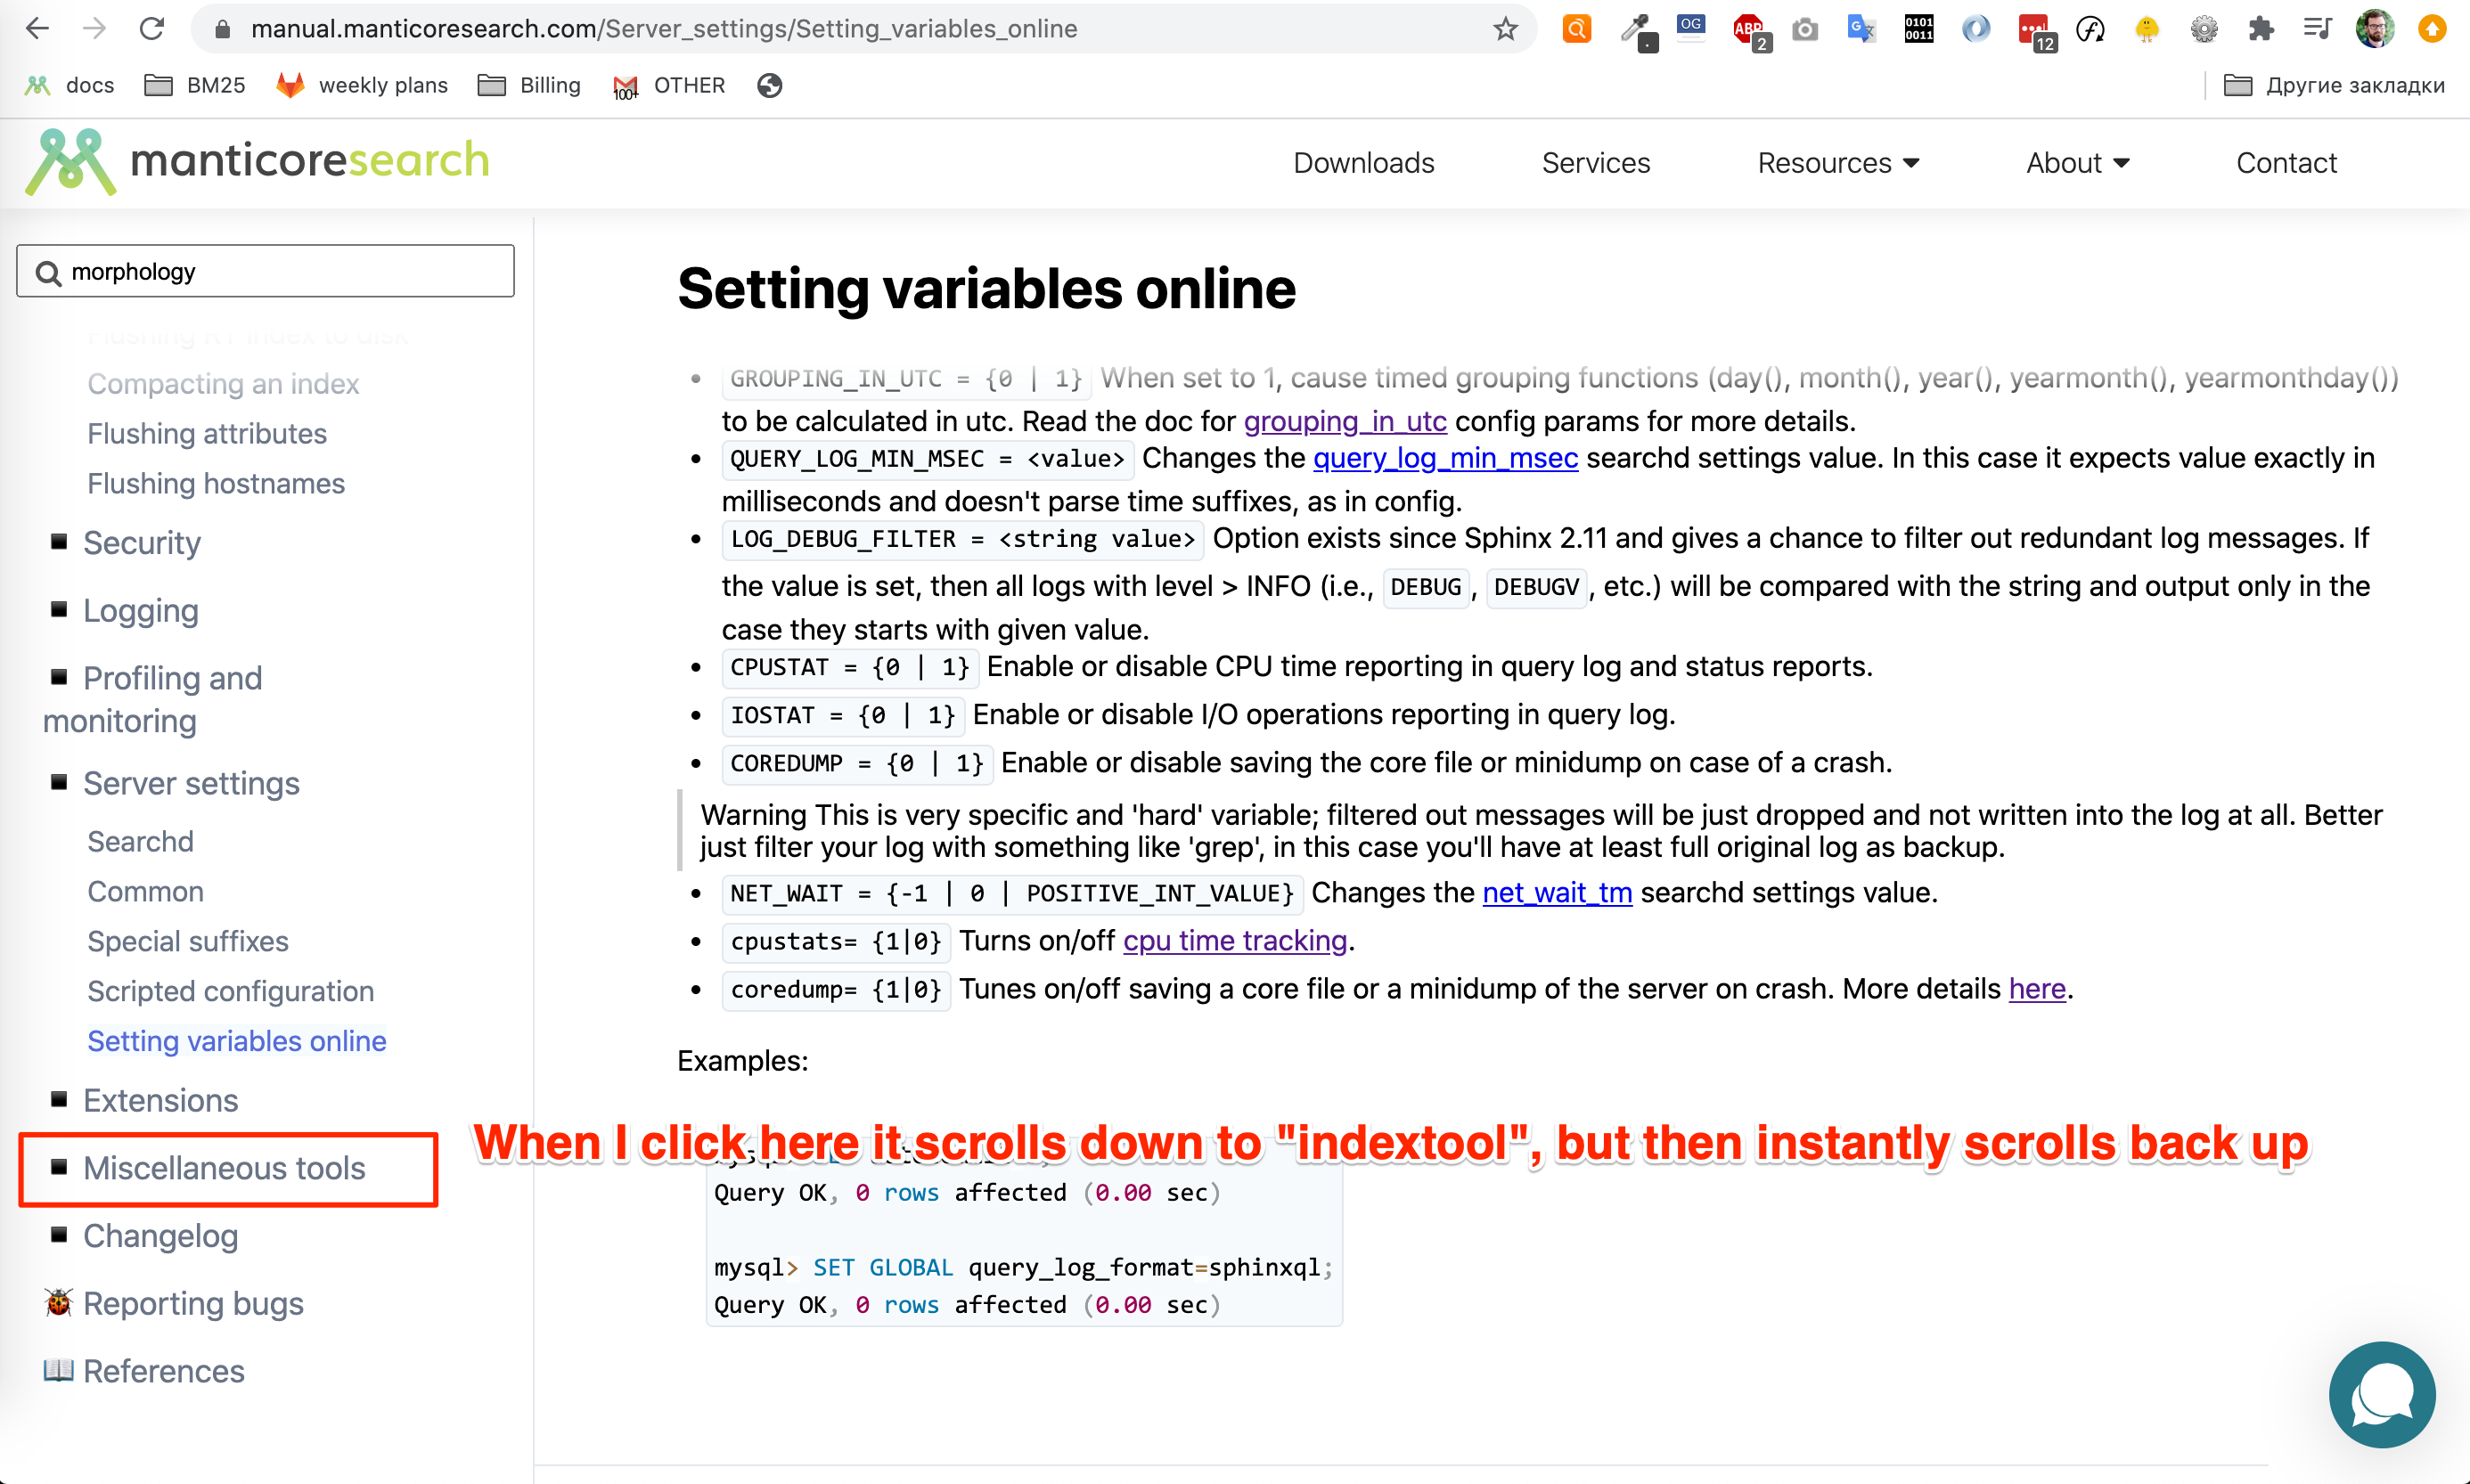 manual.manticoresearch.com/Server_settings/Setting_variables_online
OG
ABP
2
0101
0011
12
docs
BM25
weekly plans
Billing
100+
OTHER
Другие закладки
manticoresearch
Downloads
Services
Resources
About
Contact
morphology
Flushing RT index to disk
Compacting an index
Flushing attributes
Flushing hostnames
Security
Logging
Profiling and
monitoring
Server settings
Searchd
Common
Special suffixes
Scripted configuration
Setting variables online
Extensions
Miscellaneous tools
Changelog
Reporting bugs
References
Setting variables online
GROUPING_IN_UTC = {0 | 1} When set to 1, cause timed grouping functions (day(), month(), year(), yearmonth(), yearmonthday())
to be calculated in utc. Read the doc for grouping_in_utc config params for more details.
QUERY_LOG_MIN_MSEC = <value> Changes the query_log_min_msec searchd settings value. In this case it expects value exactly in
milliseconds and doesn't parse time suffixes, as in config.
LOG_DEBUG_FILTER = <string value> Option exists since Sphinx 2.11 and gives a chance to filter out redundant log messages. If
the value is set, then all logs with level > INFO (i.e., DEBUG, DEBUGV, etc.) will be compared with the string and output only in the
case they starts with given value.
CPUSTAT = {0 | 1} Enable or disable CPU time reporting in query log and status reports.
IOSTAT = {0 | 1} Enable or disable I/O operations reporting in query log.
COREDUMP = {0 | 1} Enable or disable saving the core file or minidump on case of a crash.
Warning This is very specific and 'hard' variable; filtered out messages will be just dropped and not written into the log at all. Better
just filter your log with something like 'grep', in this case you'll have at least full original log as backup.
NET_WAIT = {-1 | 0 | POSITIVE_INT_VALUE} Changes the net_wait_tm searchd settings value.
cpustats= {1|0} Turns on/off cpu time tracking.
coredump= {1|0} Tunes on/off saving a core file or a minidump of the server on crash. More details here.
Examples:
When I click here it scrolls down to "indextool", but then instantly scrolls back up
Query OK, 0 rows affected (0.00 sec)
mysql> SET GLOBAL query_log_format=sphinxql;
Query OK, 0 rows affected (0.00 sec)